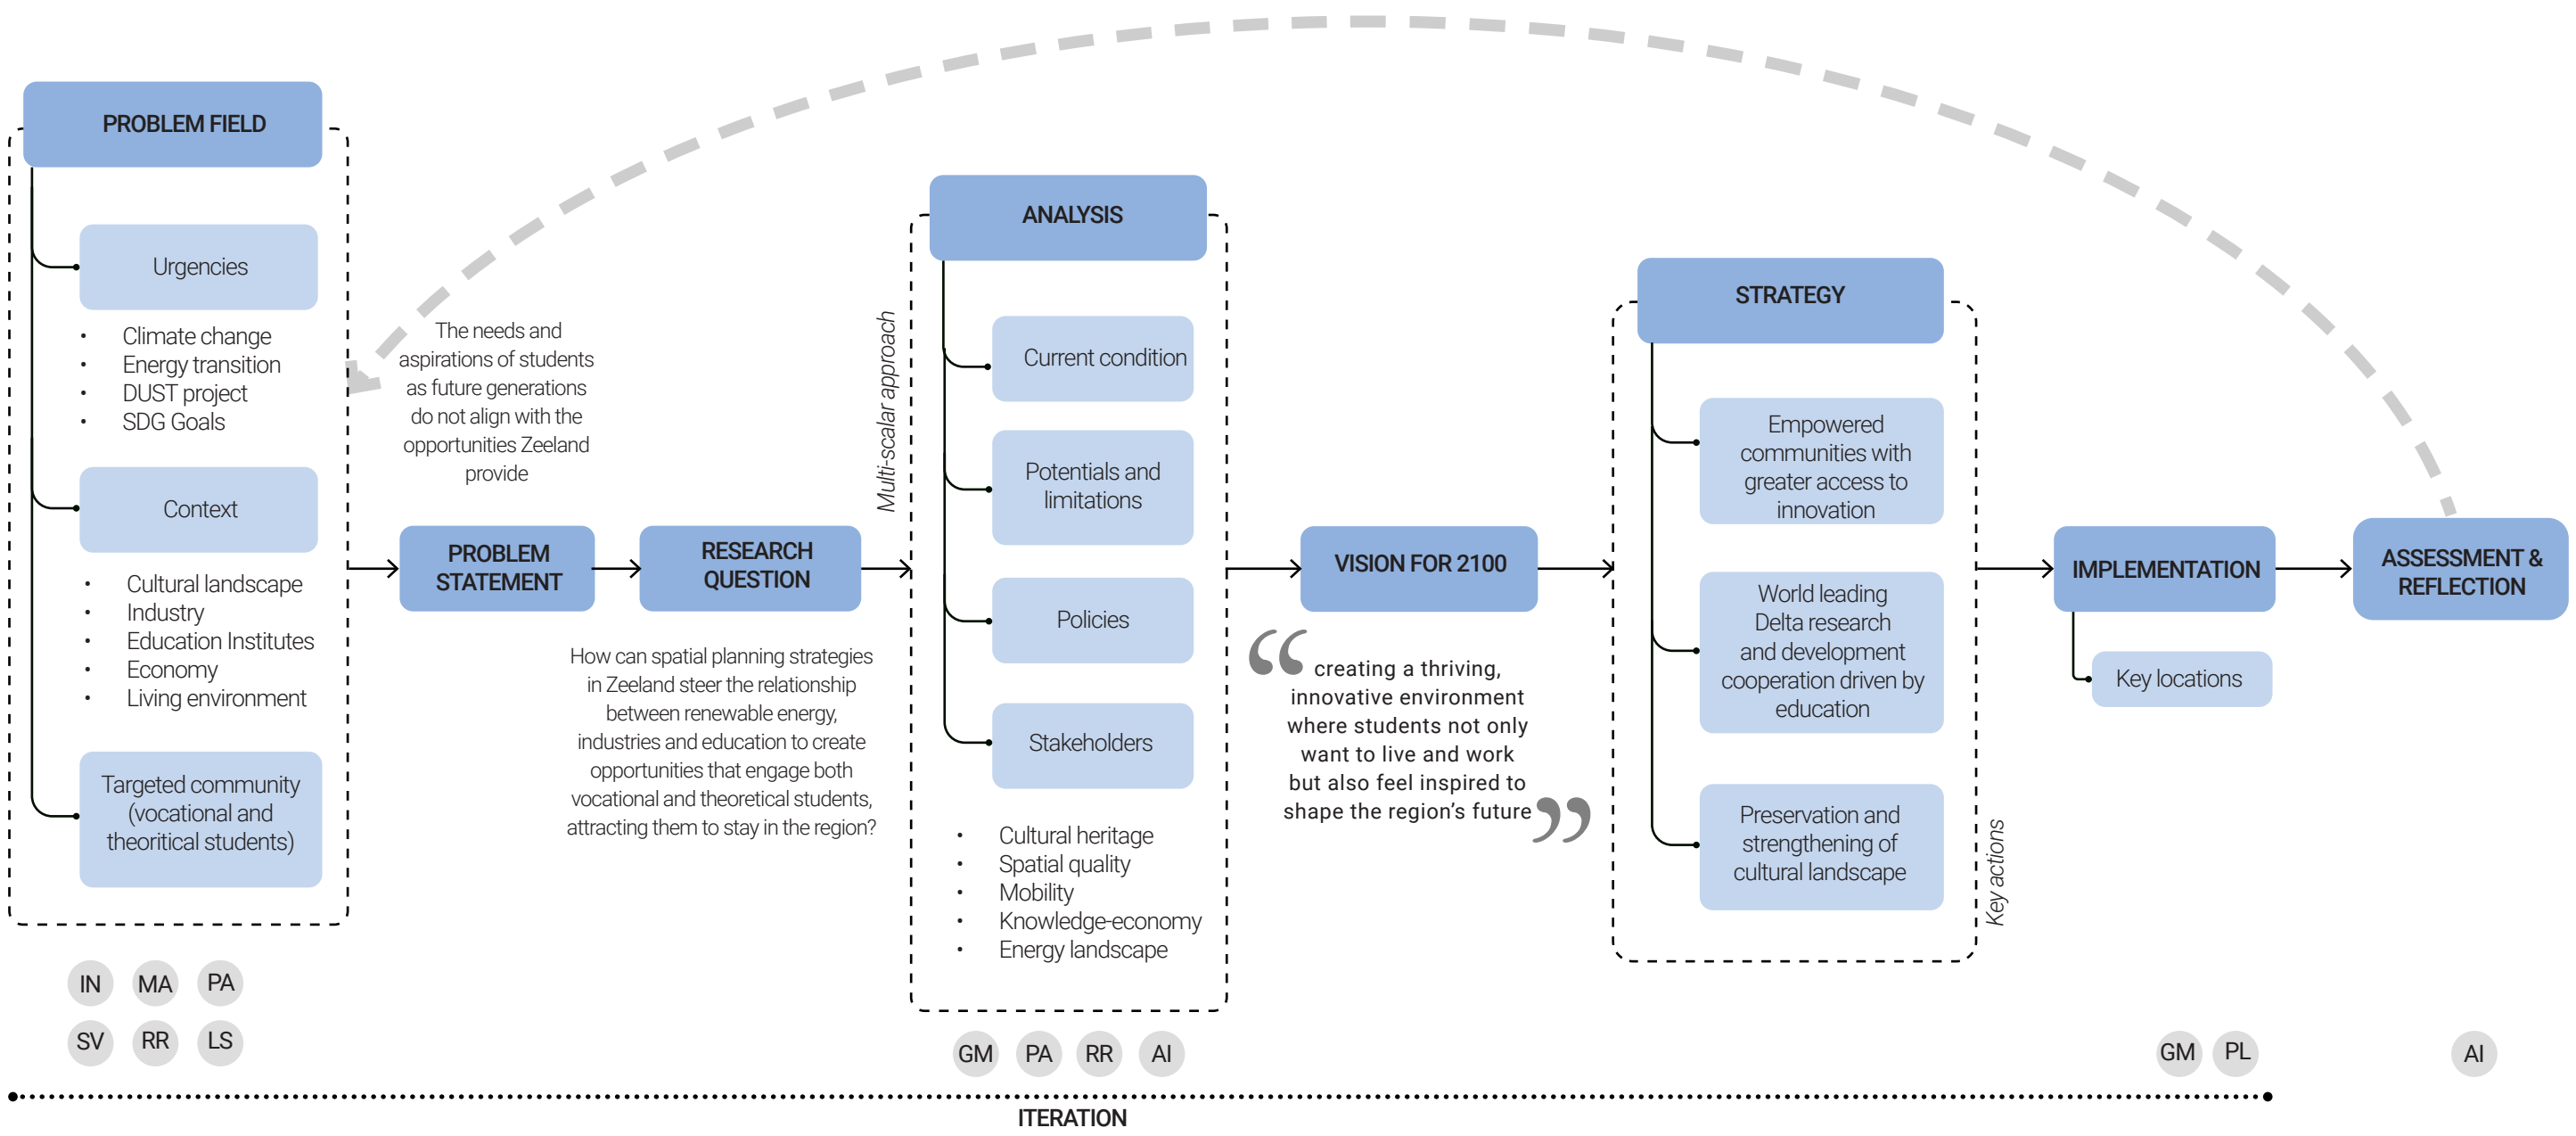 PROBLEM FIELD
Urgencies
• Climate change
• Energy transition
• DUST project
• SDG Goals
Context
• Cultural landscape
• Industry
• Education Institutes
• Economy
• Living environment
Targeted community
(vocational and
theoritical students)
IN MA PA
SV RR LS
The needs and
aspirations of students
as future generations
do not align with the
opportunities Zeeland
provide
PROBLEM
STATEMENT
RESEARCH
QUESTION
How can spatial planning strategies
in Zeeland steer the relationship
between renewable energy,
industries and education to create
opportunities that engage both
vocational and theoretical students,
attracting them to stay in the region?
Multi-scalar approach
ANALYSIS
Current condition
Potentials and
limitations
Policies
Stakeholders
• Cultural heritage
• Spatial quality
• Mobility
• Knowledge-economy
• Energy landscape
GM PA RR AI
VISION FOR 2100
“ creating a thriving,
innovative environment
where students not only
want to live and work
but also feel inspired to
shape the region’s future ”
STRATEGY
Empowered
communities with
greater access to
innovation
World leading
Delta research
and development
cooperation driven by
education
Preservation and
strengthening of
cultural landscape
Key actions
IMPLEMENTATION
Key locations
GM PL
ASSESSMENT &
REFLECTION
AI
ITERATION